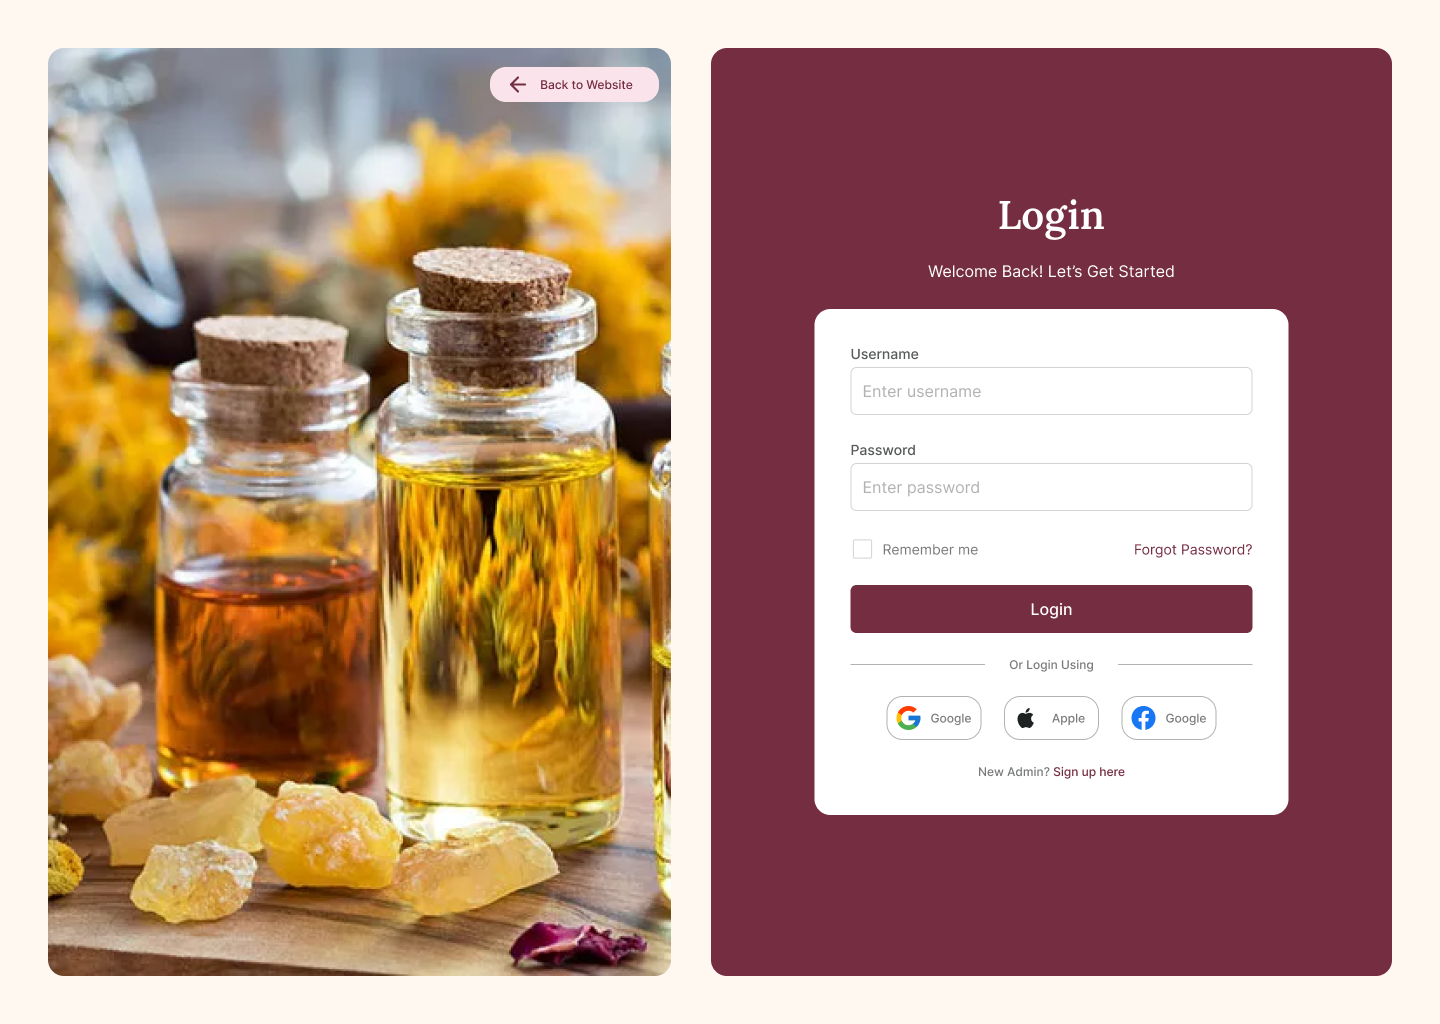 Back to Website
Login
Welcome Back! Let’s Get Started
Username
Enter username
Password
Enter password
Remember me
Forgot Password?
Login
Or Login Using
Google
Apple
Google
New Admin? Sign up here